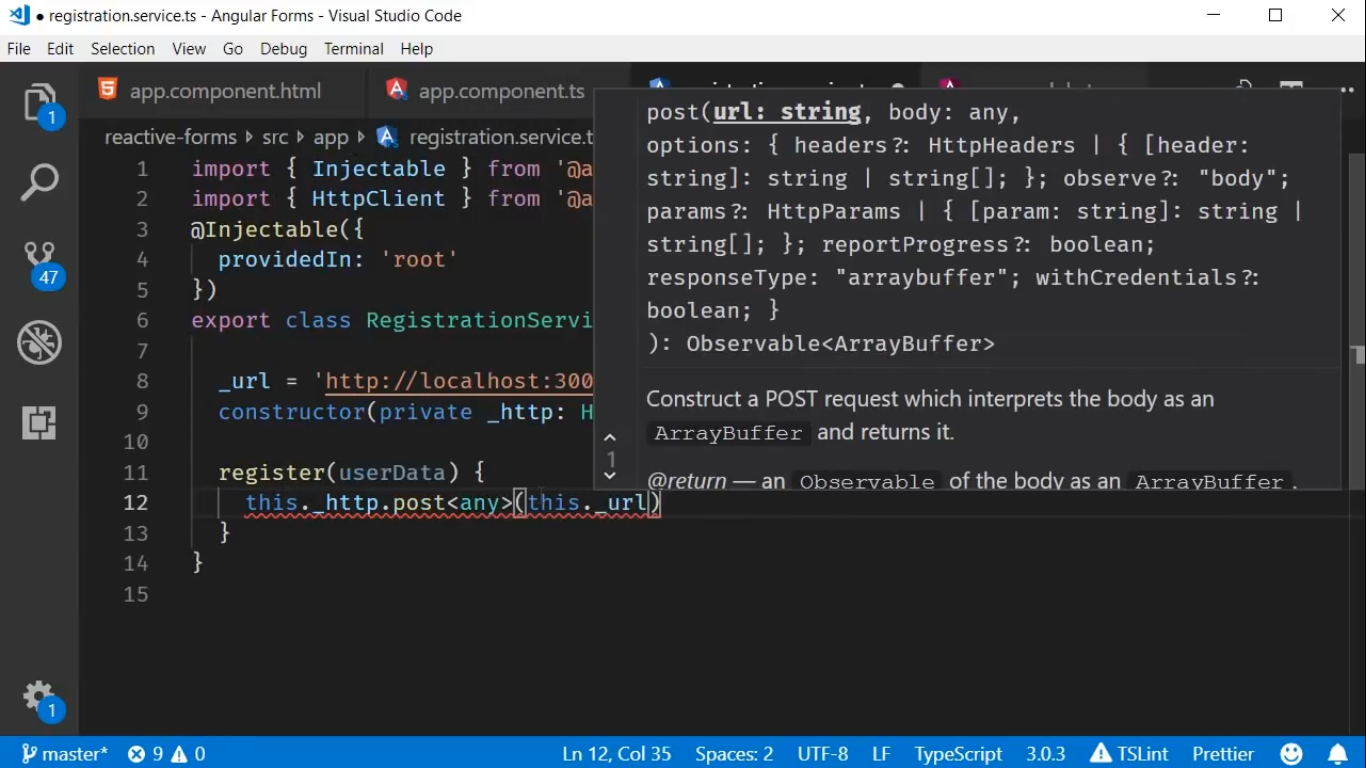 registration.service.ts - Angular Forms - Visual Studio Code
File Edit Selection View Go Debug Terminal Help
app.component.html app.component.ts
reactive-forms › src › app › registration.service.t
1 import { Injectable } from '@a
2 import { HttpClient } from '@a
3 @Injectable({
4 providedIn: 'root'
5 })
6 export class RegistrationServi
7
8 _url = 'http://localhost:300
9 constructor(private _http: H
10
11 register(userData) {
12 this._http.post<any>(this._url)
13 }
14 }
15
post(url: string, body: any,
options: { headers?: HttpHeaders | { [header:
string]: string | string[]; }; observe?: "body";
params?: HttpParams | { [param: string]: string |
string[]; }; reportProgress?: boolean;
responseType: "arraybuffer"; withCredentials?:
boolean; }
): Observable<ArrayBuffer>
Construct a POST request which interprets the body as an
ArrayBuffer and returns it.
@return — an Observable of the body as an ArrayBuffer.
1
1
47
1
master* 9 0 Ln 12, Col 35 Spaces: 2 UTF-8 LF TypeScript 3.0.3 TSLint Prettier